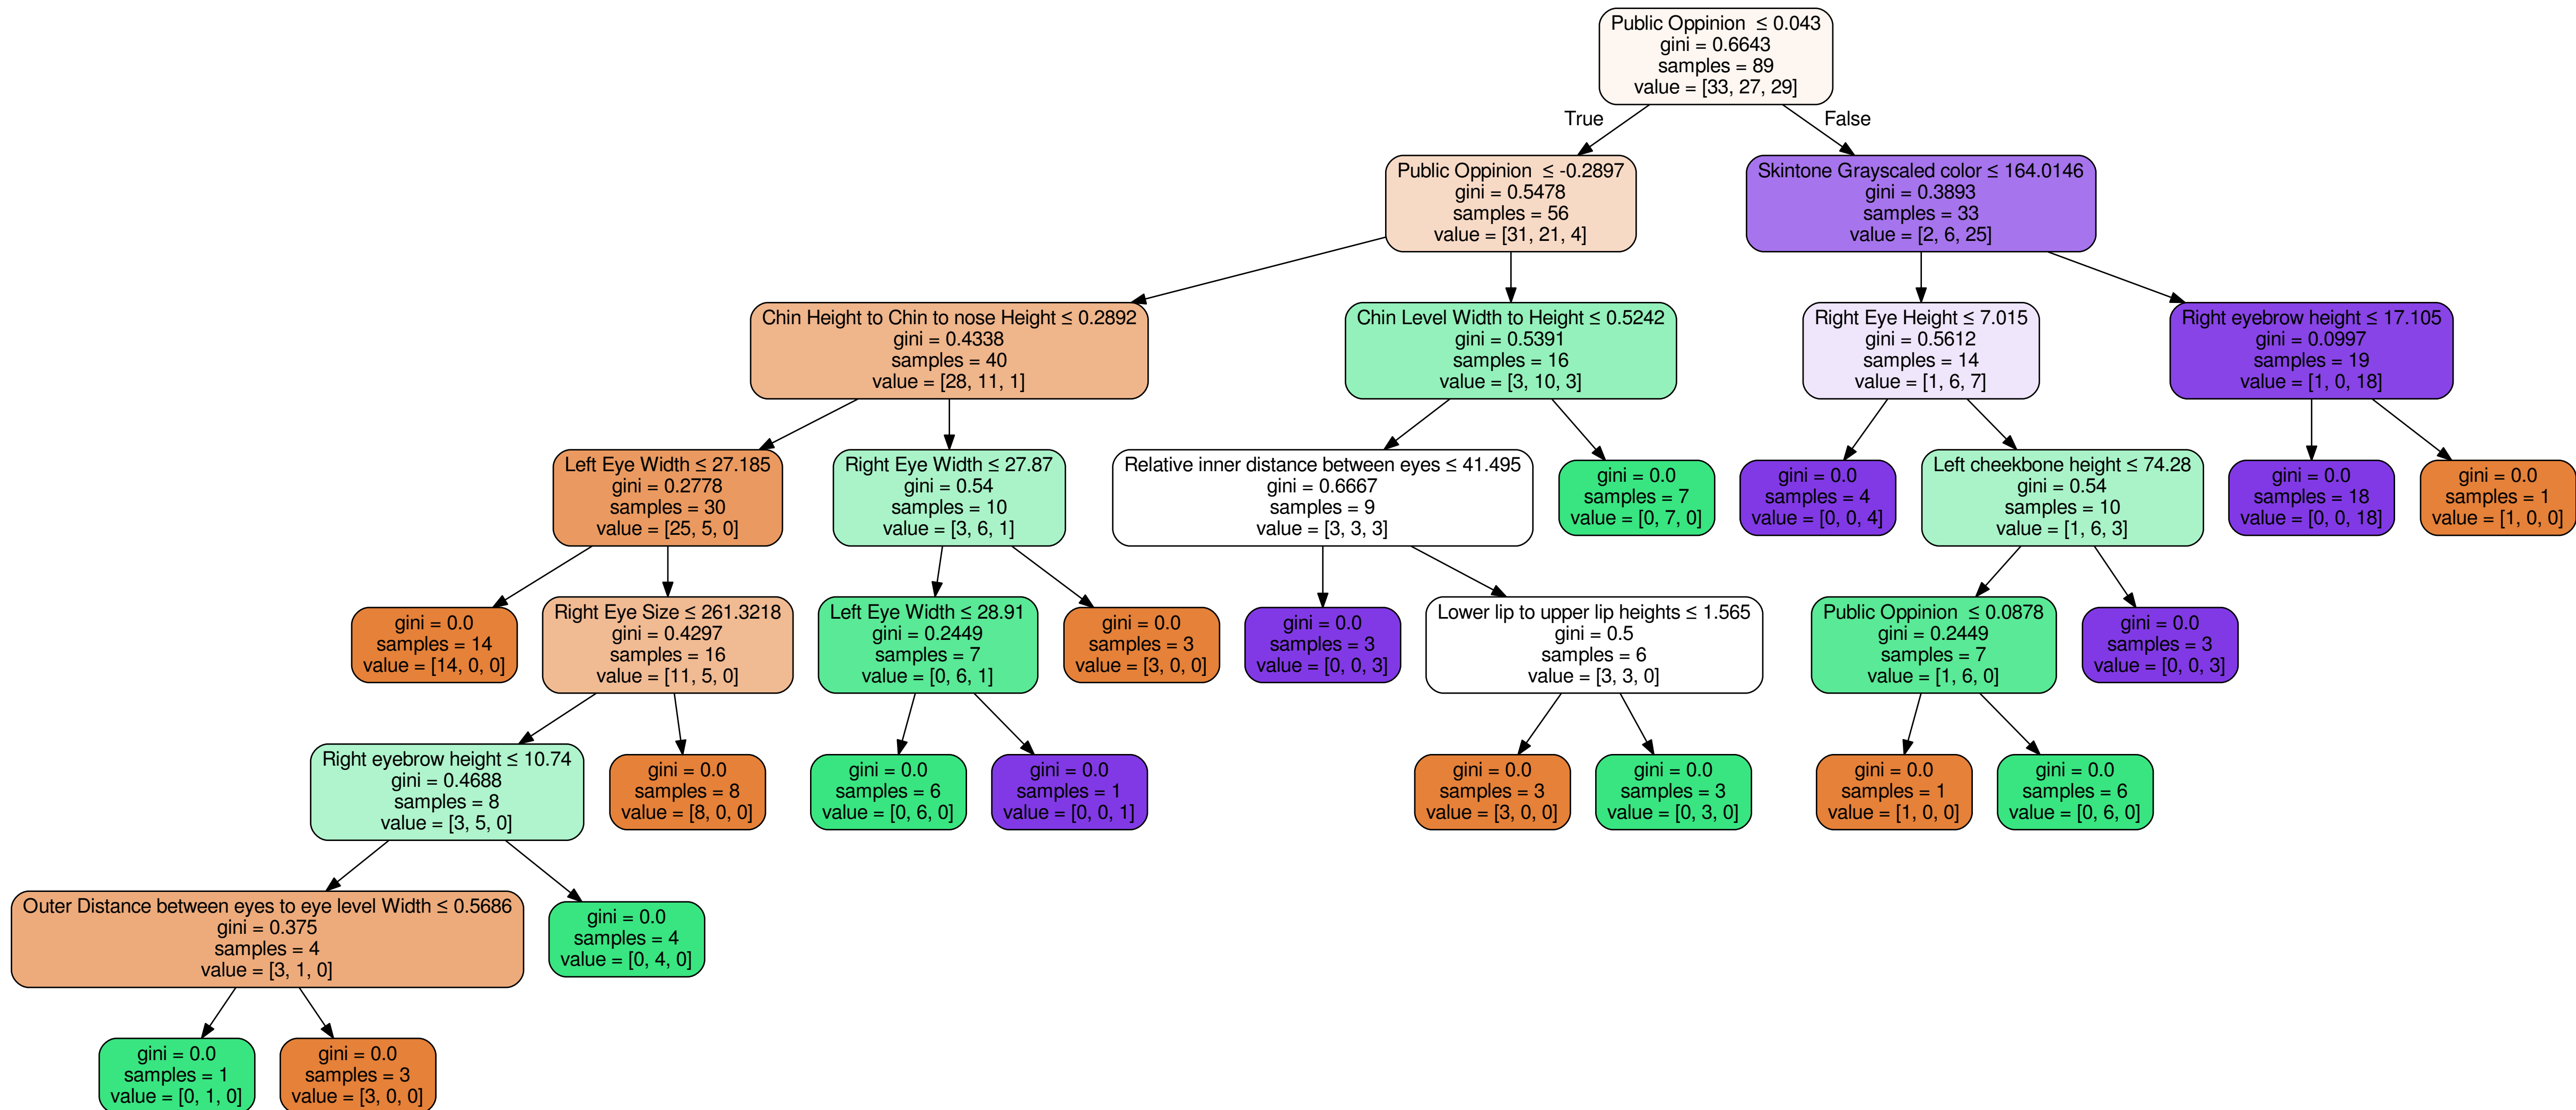 Public Oppinion  ≤ 0.043
gini = 0.6643
samples = 89
value = [33, 27, 29]
True
False
Public Oppinion  ≤ -0.2897
gini = 0.5478
samples = 56
value = [31, 21, 4]
Skintone Grayscaled color ≤ 164.0146
gini = 0.3893
samples = 33
value = [2, 6, 25]
Chin Height to Chin to nose Height ≤ 0.2892
gini = 0.4338
samples = 40
value = [28, 11, 1]
Chin Level Width to Height ≤ 0.5242
gini = 0.5391
samples = 16
value = [3, 10, 3]
Right Eye Height ≤ 7.015
gini = 0.5612
samples = 14
value = [1, 6, 7]
Right eyebrow height ≤ 17.105
gini = 0.0997
samples = 19
value = [1, 0, 18]
Left Eye Width ≤ 27.185
gini = 0.2778
samples = 30
value = [25, 5, 0]
Right Eye Width ≤ 27.87
gini = 0.54
samples = 10
value = [3, 6, 1]
Relative inner distance between eyes ≤ 41.495
gini = 0.6667
samples = 9
value = [3, 3, 3]
gini = 0.0
samples = 7
value = [0, 7, 0]
gini = 0.0
samples = 4
value = [0, 0, 4]
Left cheekbone height ≤ 74.28
gini = 0.54
samples = 10
value = [1, 6, 3]
gini = 0.0
samples = 18
value = [0, 0, 18]
gini = 0.0
samples = 1
value = [1, 0, 0]
gini = 0.0
samples = 14
value = [14, 0, 0]
Right Eye Size ≤ 261.3218
gini = 0.4297
samples = 16
value = [11, 5, 0]
Left Eye Width ≤ 28.91
gini = 0.2449
samples = 7
value = [0, 6, 1]
gini = 0.0
samples = 3
value = [3, 0, 0]
gini = 0.0
samples = 3
value = [0, 0, 3]
Lower lip to upper lip heights ≤ 1.565
gini = 0.5
samples = 6
value = [3, 3, 0]
Public Oppinion  ≤ 0.0878
gini = 0.2449
samples = 7
value = [1, 6, 0]
gini = 0.0
samples = 3
value = [0, 0, 3]
Right eyebrow height ≤ 10.74
gini = 0.4688
samples = 8
value = [3, 5, 0]
gini = 0.0
samples = 8
value = [8, 0, 0]
gini = 0.0
samples = 6
value = [0, 6, 0]
gini = 0.0
samples = 1
value = [0, 0, 1]
gini = 0.0
samples = 3
value = [3, 0, 0]
gini = 0.0
samples = 3
value = [0, 3, 0]
gini = 0.0
samples = 1
value = [1, 0, 0]
gini = 0.0
samples = 6
value = [0, 6, 0]
Outer Distance between eyes to eye level Width ≤ 0.5686
gini = 0.375
samples = 4
value = [3, 1, 0]
gini = 0.0
samples = 4
value = [0, 4, 0]
gini = 0.0
samples = 1
value = [0, 1, 0]
gini = 0.0
samples = 3
value = [3, 0, 0]